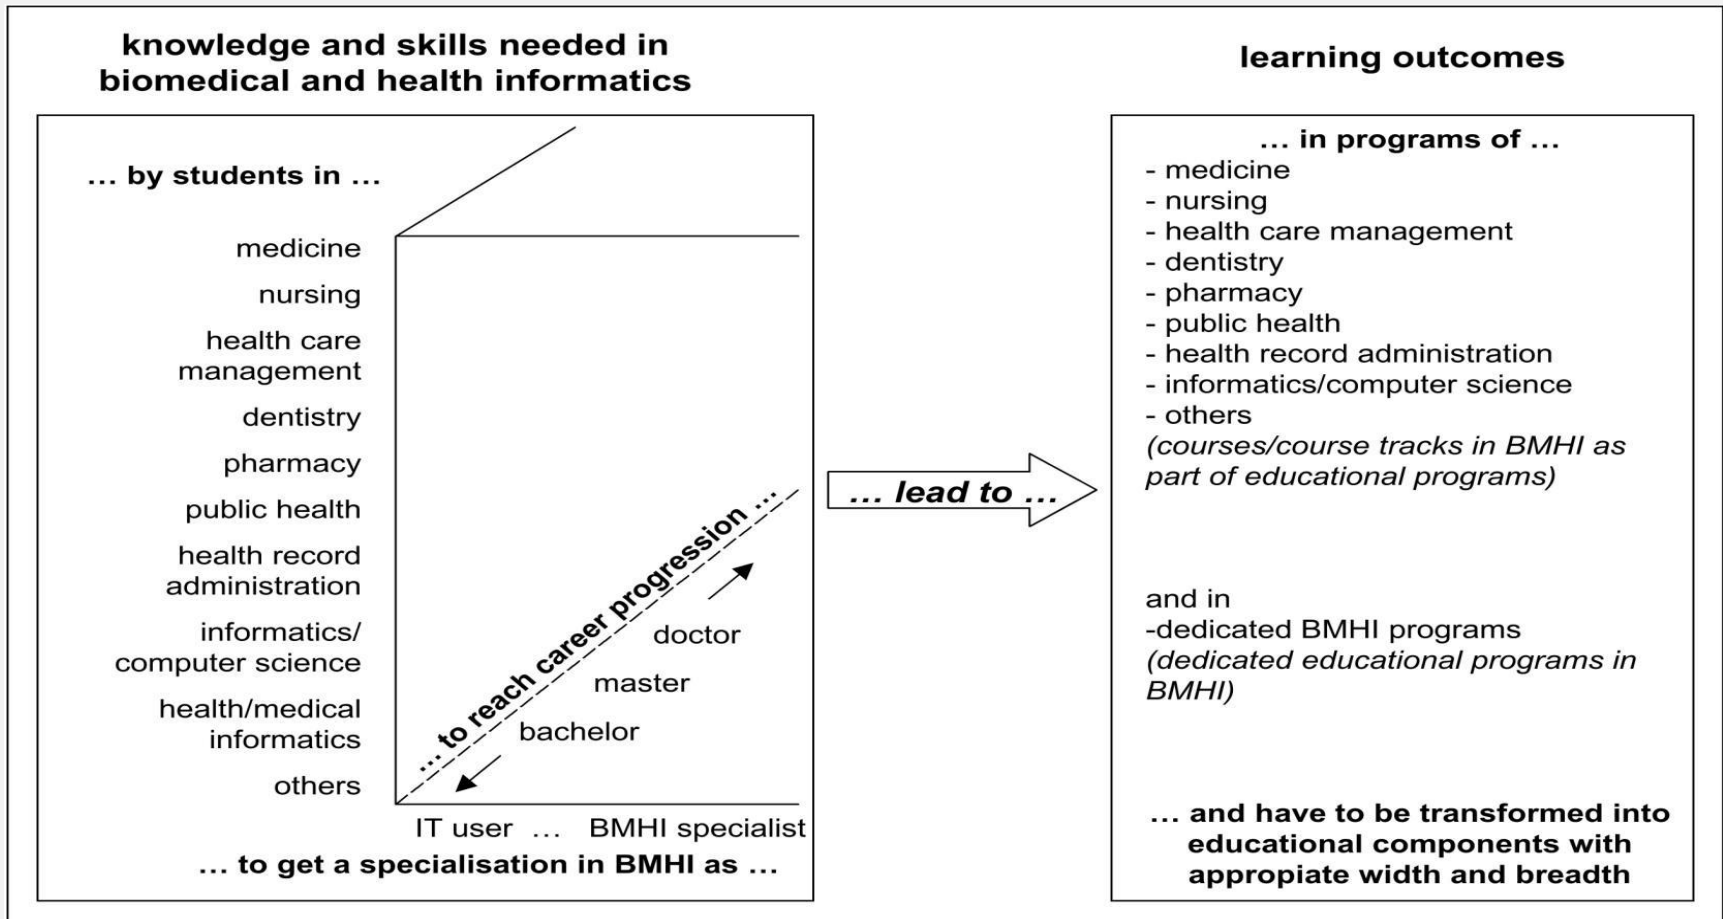 knowledge and skills needed in
biomedical and health informatics
… by students in …
medicine
nursing
health care
management
dentistry
pharmacy
public health
health record
administration
informatics/
computer science
health/medical
informatics
others
… to reach career progression …
doctor
master
bachelor
IT user … BMHI specialist
… to get a specialisation in BMHI as …
… lead to …
learning outcomes
… in programs of …
- medicine
- nursing
- health care management
- dentistry
- pharmacy
- public health
- health record administration
- informatics/computer science
- others
(courses/course tracks in BMHI as
part of educational programs)
and in
-dedicated BMHI programs
(dedicated educational programs in
BMHI)
… and have to be transformed into
educational components with
appropiate width and breadth